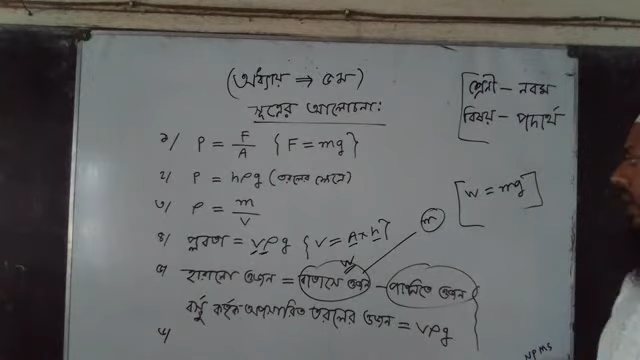 (অধ্যায় ⇒ ৫ম)
সূত্রের আলোচনা:
শ্রেনী – নবম
বিষয় – পদার্থ
১/ P = F/A {F = mg}
২/ P = hρg (তরলের ক্ষেত্রে)
৩/ ρ = m/V
W = mg
৪/ প্লবতা = Vρg {V = A×h}
m
W
৫/ হারানো ওজন = বাতাসে ওজন – পানিতে ওজন
বস্তু কর্তৃক অপসারিত তরলের ওজন = Vρg
৬/
NPMS